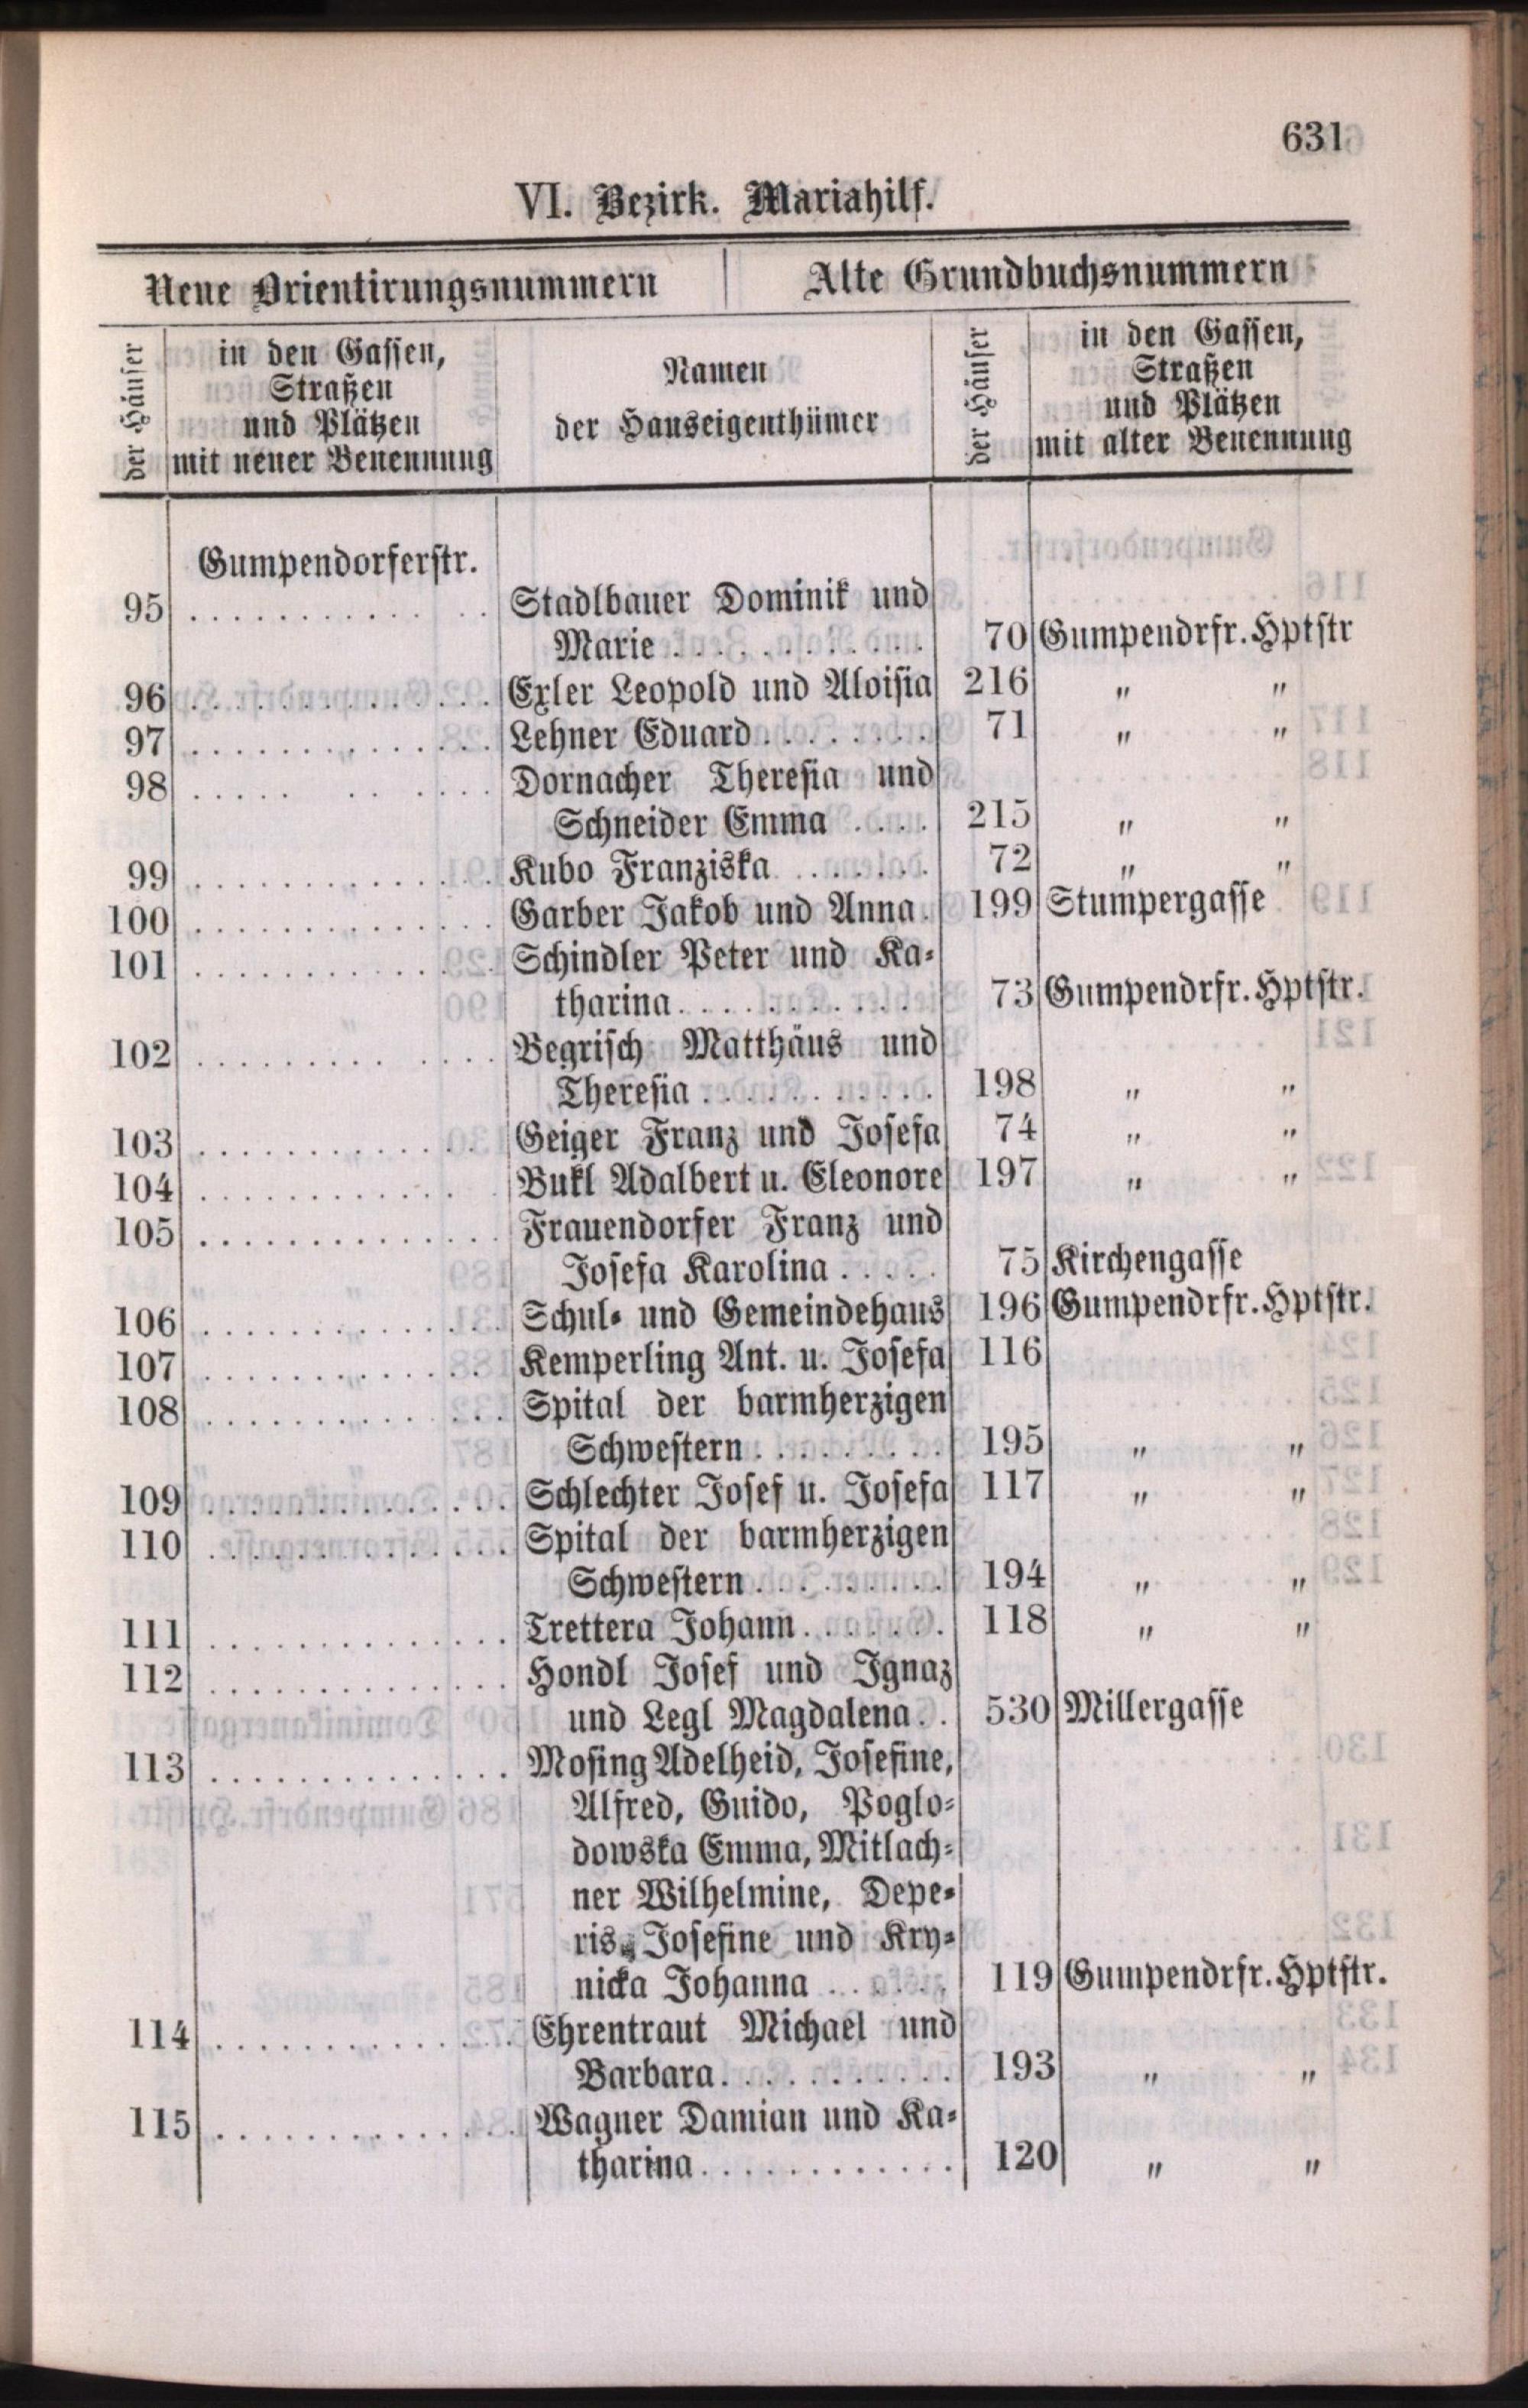 631
VI. Bezirk. Mariahilf.
Neue Orientirungsnummern Alte Grundbuchsnummern
der Häuser
in den Gassen,
Straßen
und Plätzen
mit neuer Benennung
Namen
der Hauseigenthümer
der Häuser
in den Gassen,
Straßen
und Plätzen
mit alter Benennung
Gumpendorferstr.
95 . . . . . . . . . . . . . Stadlbauer Dominik und
Marie . . . . . . . . . . . 70 Gumpendrfr. Hptstr
96 . . . . . . . . . . . . . . Exler Leopold und Aloisia 216 " "
97 . . . . . . . . . . . . . . Lehner Eduard . . . . . . . . 71 " "
98 . . . . . . . . . . . Dornacher Theresia und
Schneider Emma . . . . 215 " "
99 . . . . . . . . . . . . . . Kubo Franziska . . . . . . . 72 " "
100 . . . . . . . . . . . . . . Garber Jakob und Anna . 199 Stumpergasse
101 . . . . . . . . . . . . . . Schindler Peter und Ka-
tharina . . . . . . . . . . . 73 Gumpendrfr. Hptstr.
102 . . . . . . . . . . . . . Begrisch Matthäus und
Theresia . . . . . . . . . . . 198 " "
103 . . . . . . . . . . . . . Geiger Franz und Josefa 74 " "
104 . . . . . . . . . . . . . Bukl Adalbert u. Eleonore 197 " "
105 . . . . . . . . . . . . . . Frauendorfer Franz und
Josefa Karolina . . . . . 75 Kirchengasse
106 . . . . . . . . . . . . . . Schul- und Gemeindehaus 196 Gumpendrfr. Hptstr.
107 . . . . . . . . . . . . . Kemperling Ant. u. Josefa 116
108 . . . . . . . . . . . . . . Spital der barmherzigen
Schwestern . . . . . . . . . 195 " "
109 . . . . . . . . . . . . . . Schlechter Josef u. Josefa 117 " "
110 . . . . . . . . . . . . . . Spital der barmherzigen
Schwestern . . . . . . . . . 194 " "
111 . . . . . . . . . . . . . . Trettera Johann . . . . . . . 118 " "
112 . . . . . . . . . . . . . . Hondl Josef und Ignaz
und Legl Magdalena . . 530 Millergasse
113 . . . . . . . . . . . . . . Mosing Adelheid, Josefine,
Alfred, Guido, Poglo-
dowska Emma, Mitlach-
ner Wilhelmine, Depe-
ris Josefine und Kry-
nicka Johanna . . . . . . 119 Gumpendrfr. Hptstr.
114 . . . . . . . . . . . . . . Ehrentraut Michael und
Barbara . . . . . . . . . . . 193 " "
115 . . . . . . . . . . . . . . Wagner Damian und Ka-
tharina . . . . . . . . . . . . 120 " "